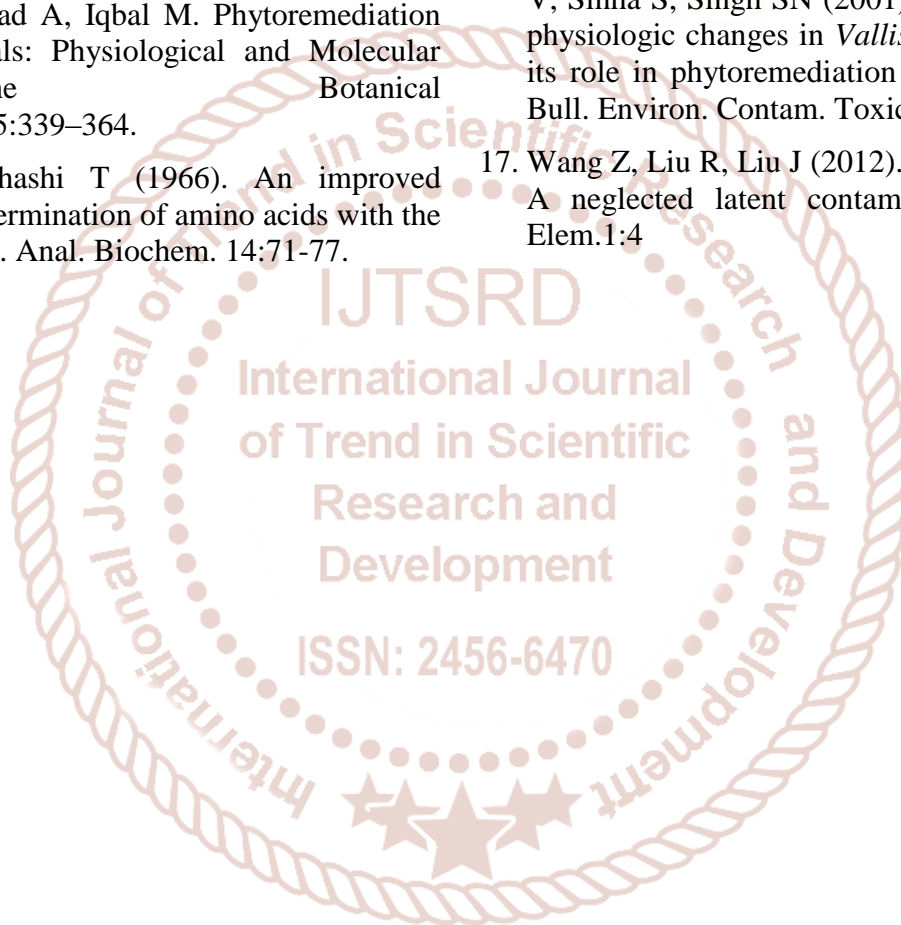 ad A, Iqbal M. Phytoremediation
als: Physiological and Molecular
ne Botanical
5:339–364.
hashi T (1966). An improved
ermination of amino acids with the
. Anal. Biochem. 14:71-77.
V, Sinha S, Singh SN (2001)
physiologic changes in Vallis
its role in phytoremediation
Bull. Environ. Contam. Toxic
17. Wang Z, Liu R, Liu J (2012).
A neglected latent contam
Elem.1:4
International Journal of Trend in Scientific Research and Development
IJTSRD
International Journal
of Trend in Scientific
Research and
Development
ISSN: 2456-6470